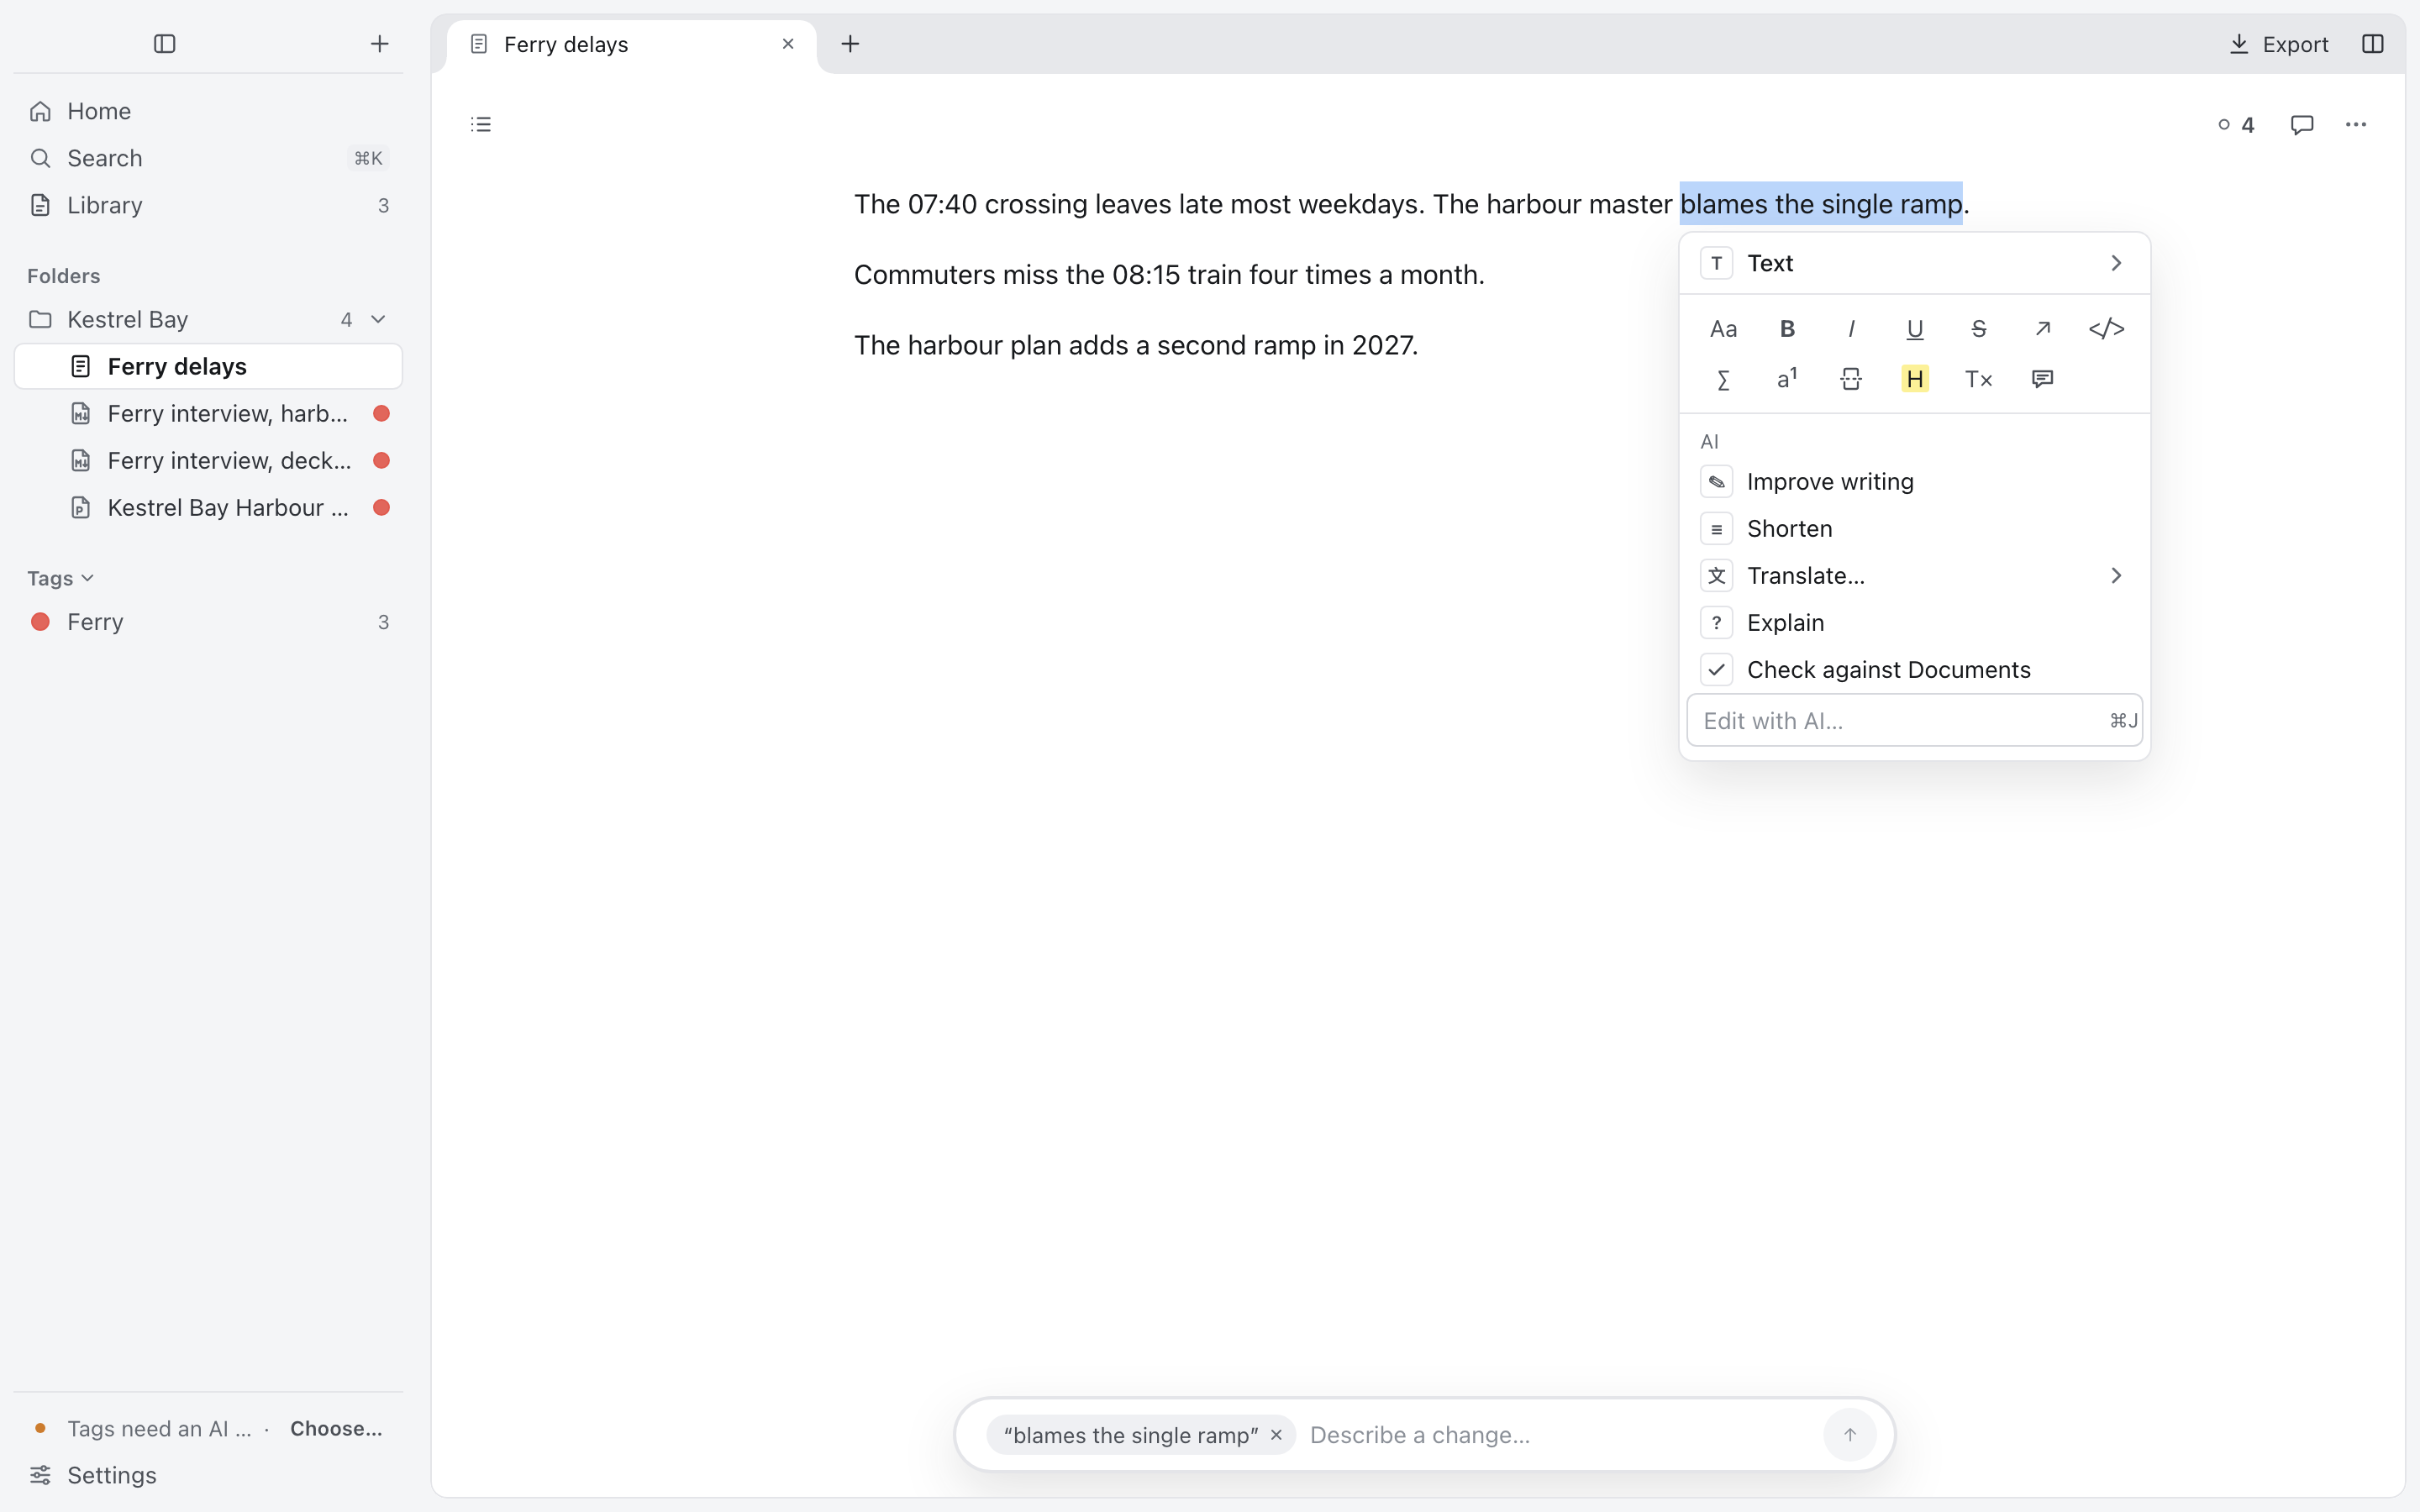 Ferry delays
Export
Home
Search ⌘K
Library 3
Folders
Kestrel Bay 4
Ferry delays
Ferry interview, harb...
Ferry interview, deck...
Kestrel Bay Harbour ...
Tags
Ferry 3
Tags need an AI ... · Choose...
Settings
4
The 07:40 crossing leaves late most weekdays. The harbour master blames the single ramp.
Commuters miss the 08:15 train four times a month.
The harbour plan adds a second ramp in 2027.
T Text
Aa B I U S </>
∑ a¹ H T×
AI
Improve writing
Shorten
文 Translate...
? Explain
Check against Documents
Edit with AI... ⌘J
“blames the single ramp” × Describe a change...